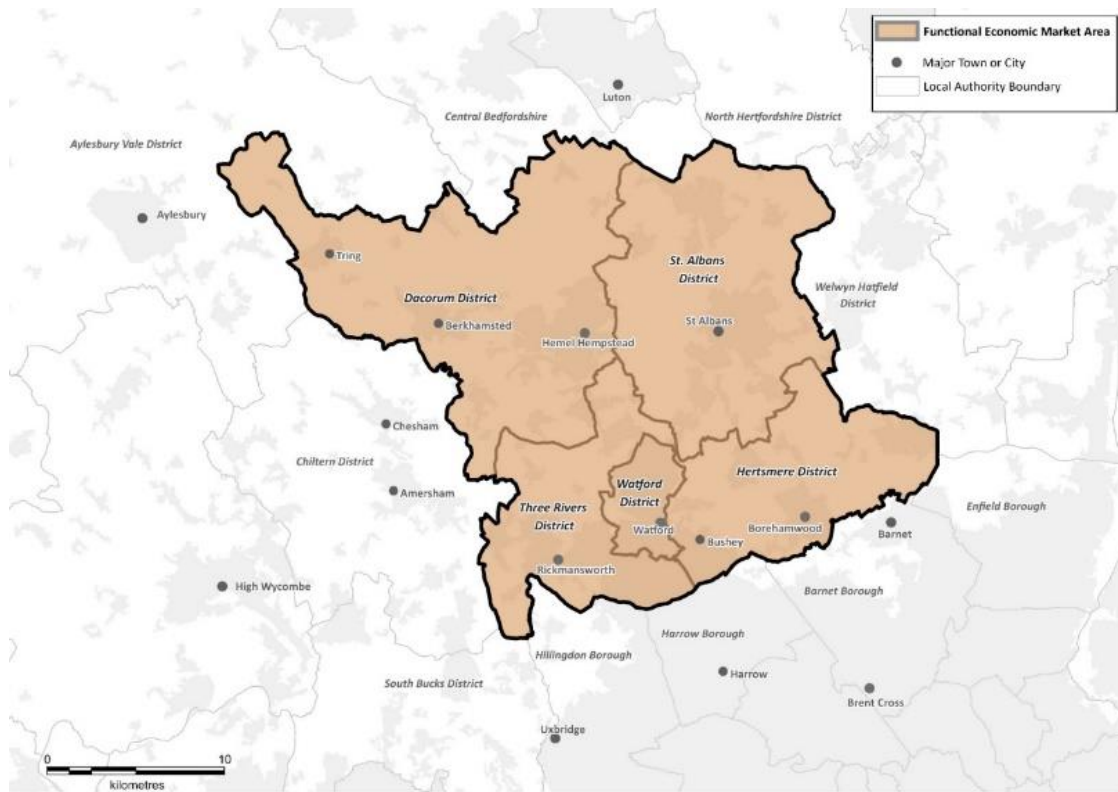 Functional Economic Market Area
Major Town or City
Local Authority Boundary
Luton
Central Bedfordshire
North Hertfordshire District
Aylesbury Vale District
Aylesbury
Tring
St. Albans
District
Welwyn Hatfield
District
Dacorum District
Berkhamsted
Hemel Hempstead
St Albans
Chesham
Chiltern District
Amersham
Hertsmere District
Watford
District
Three Rivers
District
Watford
Bushey
Borehamwood
Enfield Borough
Barnet
Rickmansworth
High Wycombe
Barnet Borough
Harrow Borough
Hillingdon Borough
South Bucks District
Harrow
Brent Cross
Uxbridge
0 10
kilometres